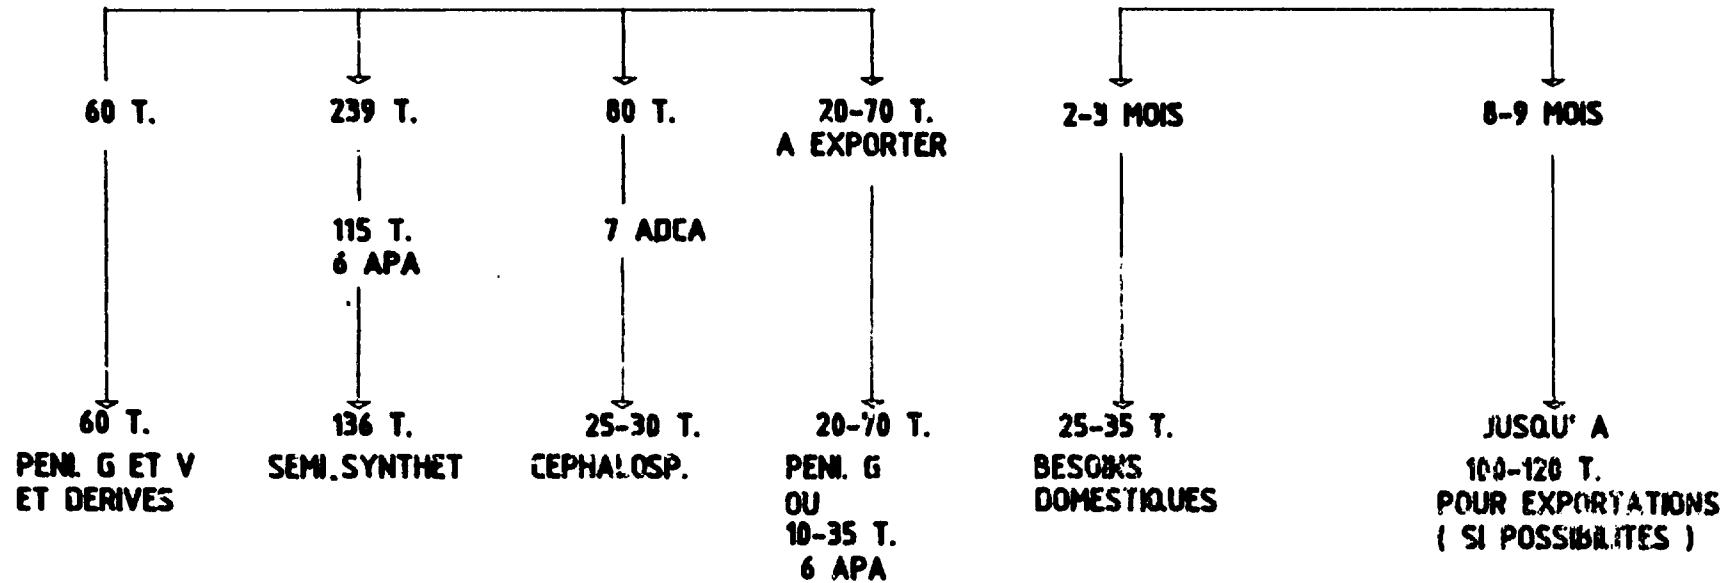 60 T.
239 T.
80 T.
20-70 T.
A EXPORTER
2-3 MOIS
8-9 MOIS
115 T.
6 APA
7 ADCA
60 T.
PENI. G ET V
ET DERIVES
136 T.
SEMI.SYNTHET
25-30 T.
CEPHALOSP.
20-70 T.
PENI. G
OU
10-35 T.
6 APA
25-35 T.
BESOINS
DOMESTIQUES
JUSQU' A
100-120 T.
POUR EXPORTATIONS
( SI POSSIBILITES )